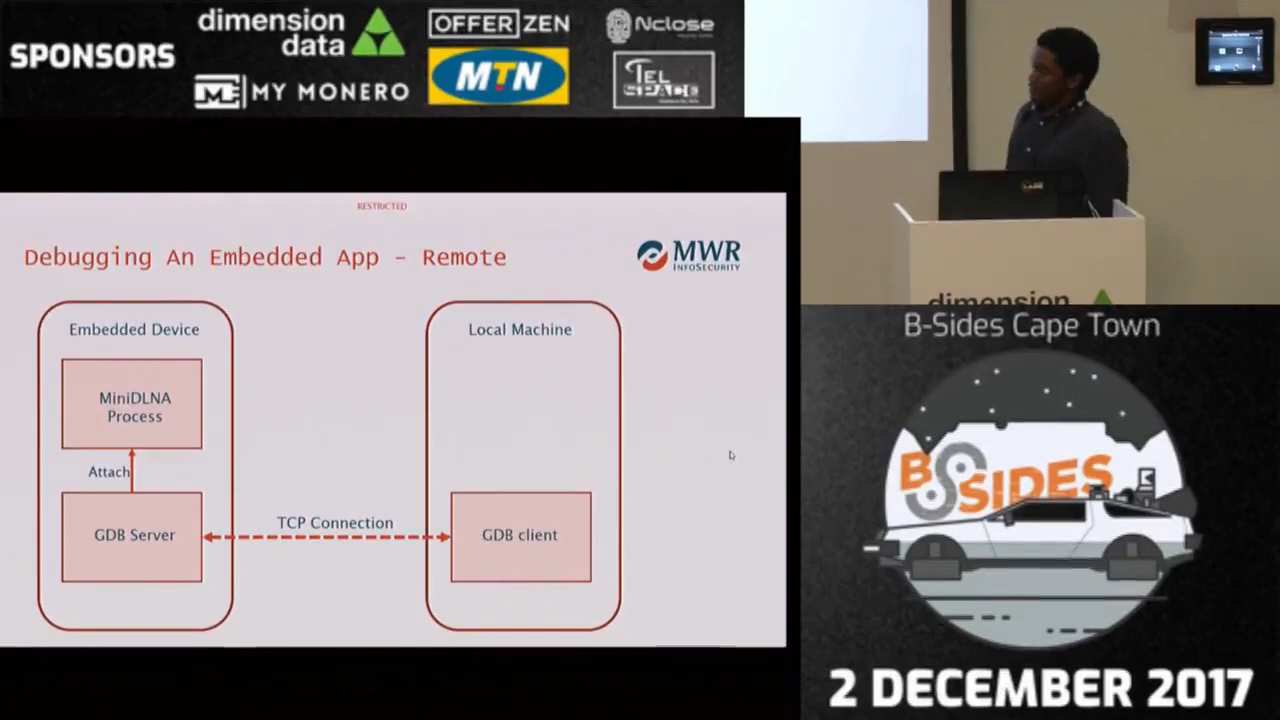 SPONSORS
dimension
data
OFFERZEN
Nclose
MTN
TEL
SPACE
MY MONERO
RESTRICTED
Debugging An Embedded App – Remote
MWR
INFOSECURITY
Embedded Device
MiniDLNA
Process
Attach
GDB Server
TCP Connection
Local Machine
GDB client
dimension
B-Sides Cape Town
BSIDES
2 DECEMBER 2017